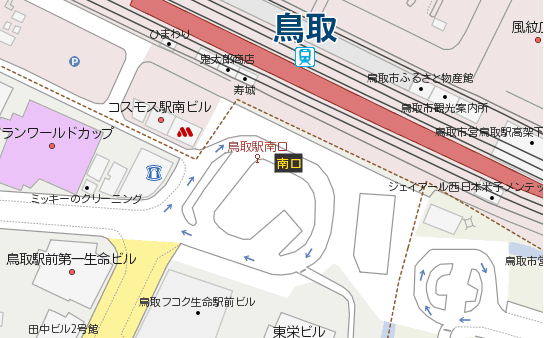 鳥取
風紋広
ひまわり
鬼太郎商店
寿城
鳥取市ふるさと物産館
P
コスモス駅南ビル
鳥取市観光案内所
グランワールドカップ
鳥取市営鳥取駅高架下
鳥取駅南口
南口
ミッキーのクリーニング
ジェイアール西日本米子メンテッ
鳥取駅前第一生命ビル
鳥取市営
鳥取フコク生命駅前ビル
田中ビル2号館
東栄ビル